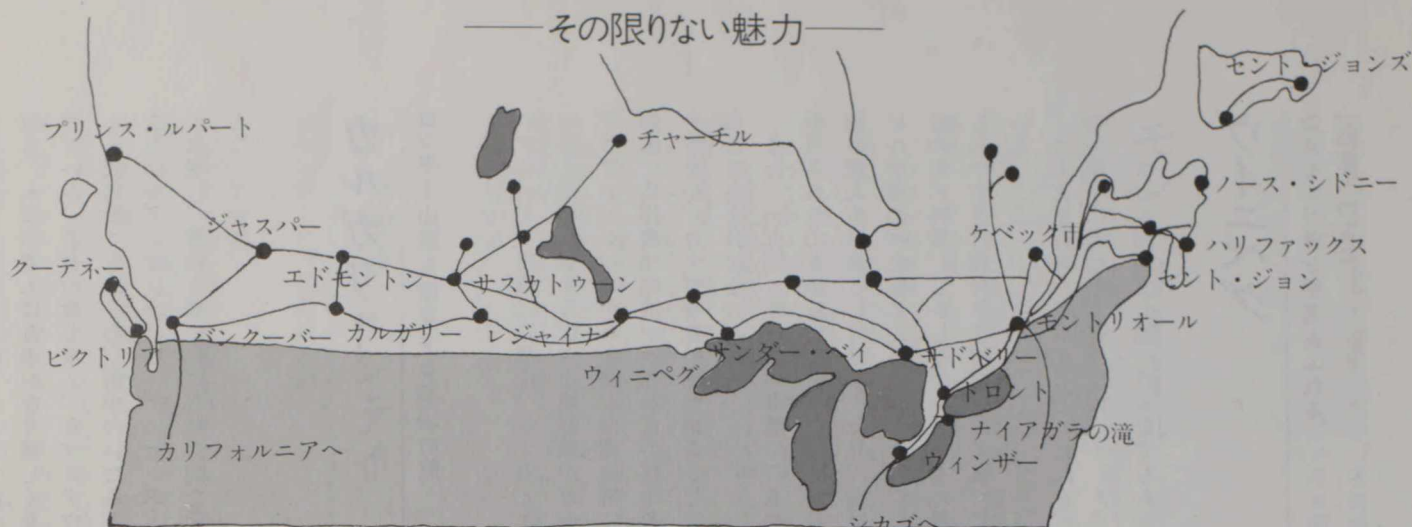 その限りない魅力
セント・ジョンズ
プリンス・ルパート
チャーチル
ノース・シドニー
ジャスパー
ケベック市
ハリファックス
クーテネー
エドモントン
サスカトゥーン
セント・ジョン
バンクーバー
カルガリー
レジャイナ
モントリオール
ビクトリア
サンダー・ベイ
サドベリー
ウィニペグ
トロント
カリフォルニアへ
ナイアガラの滝
ウィンザー
シカゴへ